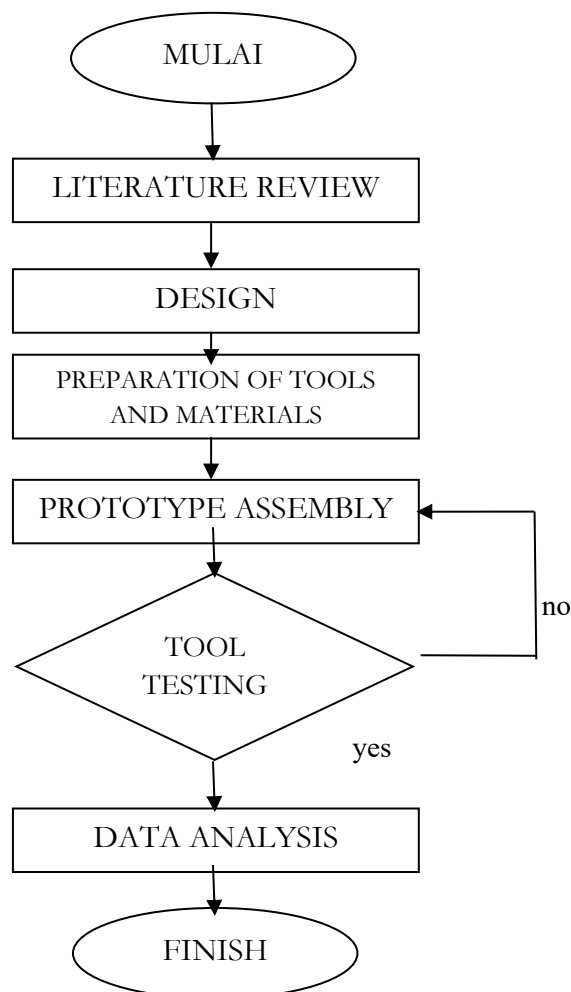 MULAI
LITERATURE REVIEW
DESIGN
PREPARATION OF TOOLS
AND MATERIALS
PROTOTYPE ASSEMBLY
no
TOOL
TESTING
yes
DATA ANALYSIS
FINISH